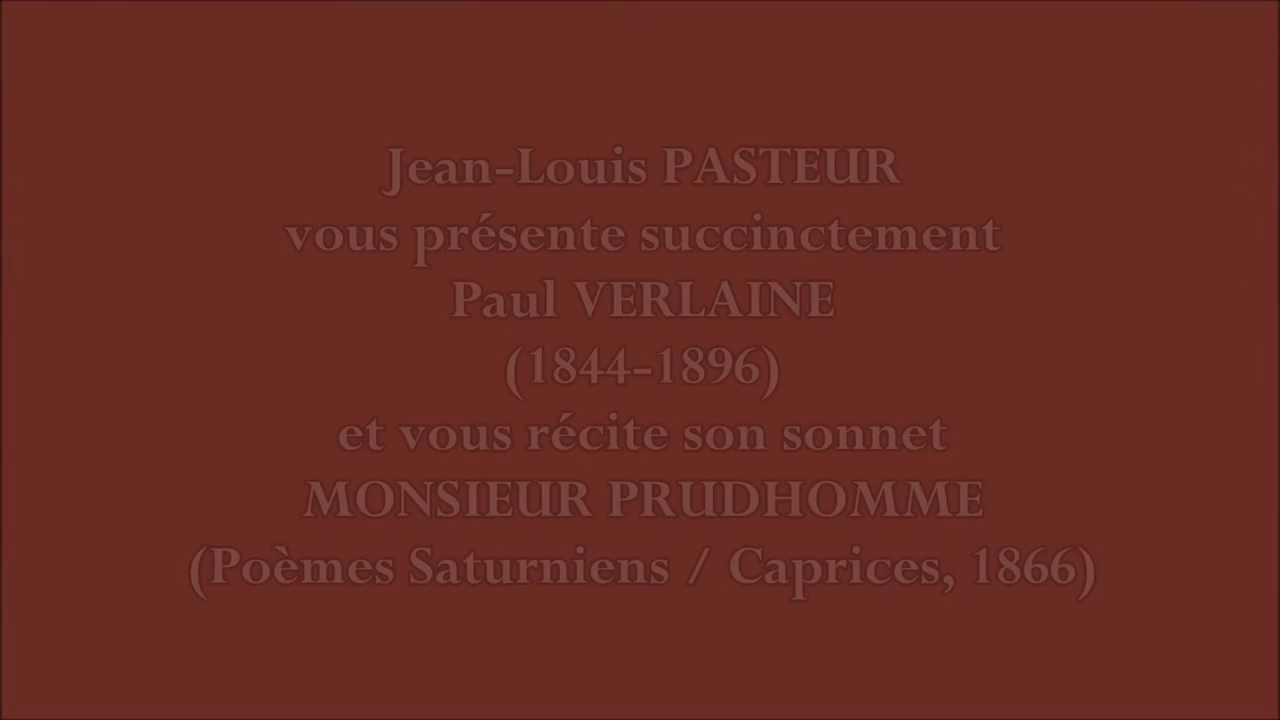 Jean-Louis PASTEUR
vous présente succinctement
Paul VERLAINE
(1844-1896)
et vous récite son sonnet
MONSIEUR PRUDHOMME
(Poèmes Saturniens / Caprices, 1866)